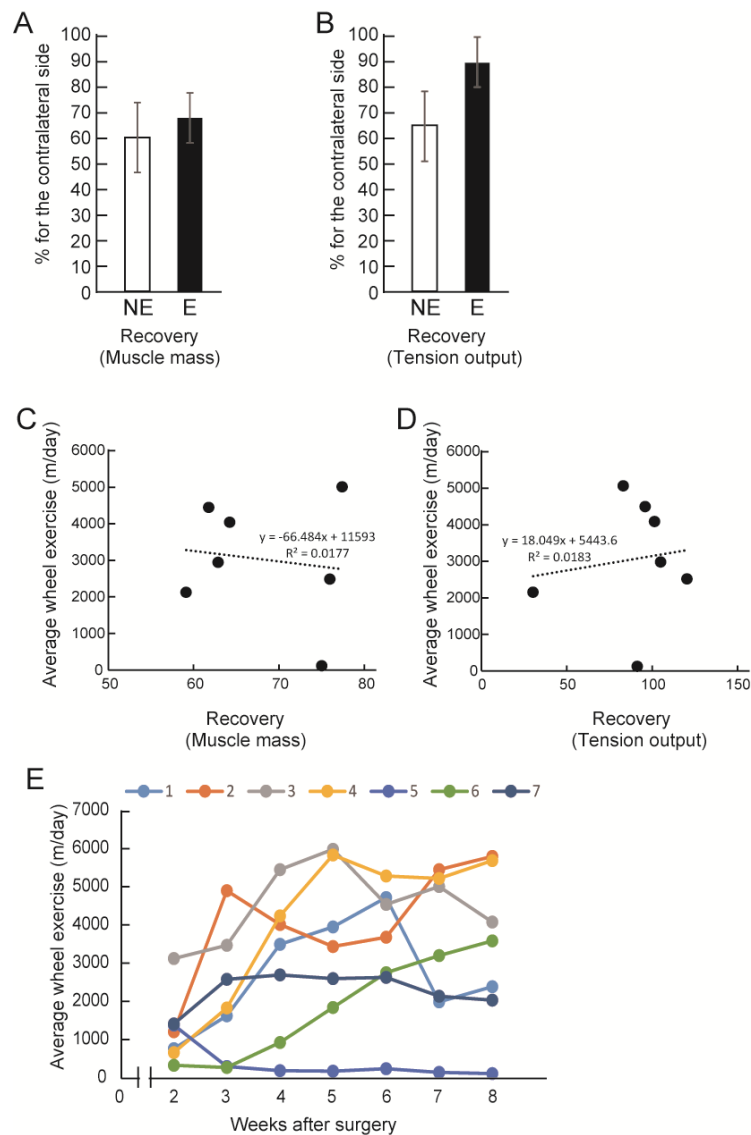 A
% for the contralateral side
100
90
80
70
60
50
40
30
20
10
0
NE E
Recovery
(Muscle mass)
B
% for the contralateral side
100
90
80
70
60
50
40
30
20
10
0
NE E
Recovery
(Tension output)
C
Average wheel exercise (m/day)
6000
5000
4000
3000
2000
1000
0
y = -66.484x + 11593
R² = 0.0177
50 60 70 80
Recovery
(Muscle mass)
D
Average wheel exercise (m/day)
6000
5000
4000
3000
2000
1000
0
y = 18.049x + 5443.6
R² = 0.0183
0 50 100 150
Recovery
(Tension output)
E
1 2 3 4 5 6 7
Average wheel exercise (m/day)
7000
6000
5000
4000
3000
2000
1000
0
0 2 3 4 5 6 7 8
Weeks after surgery